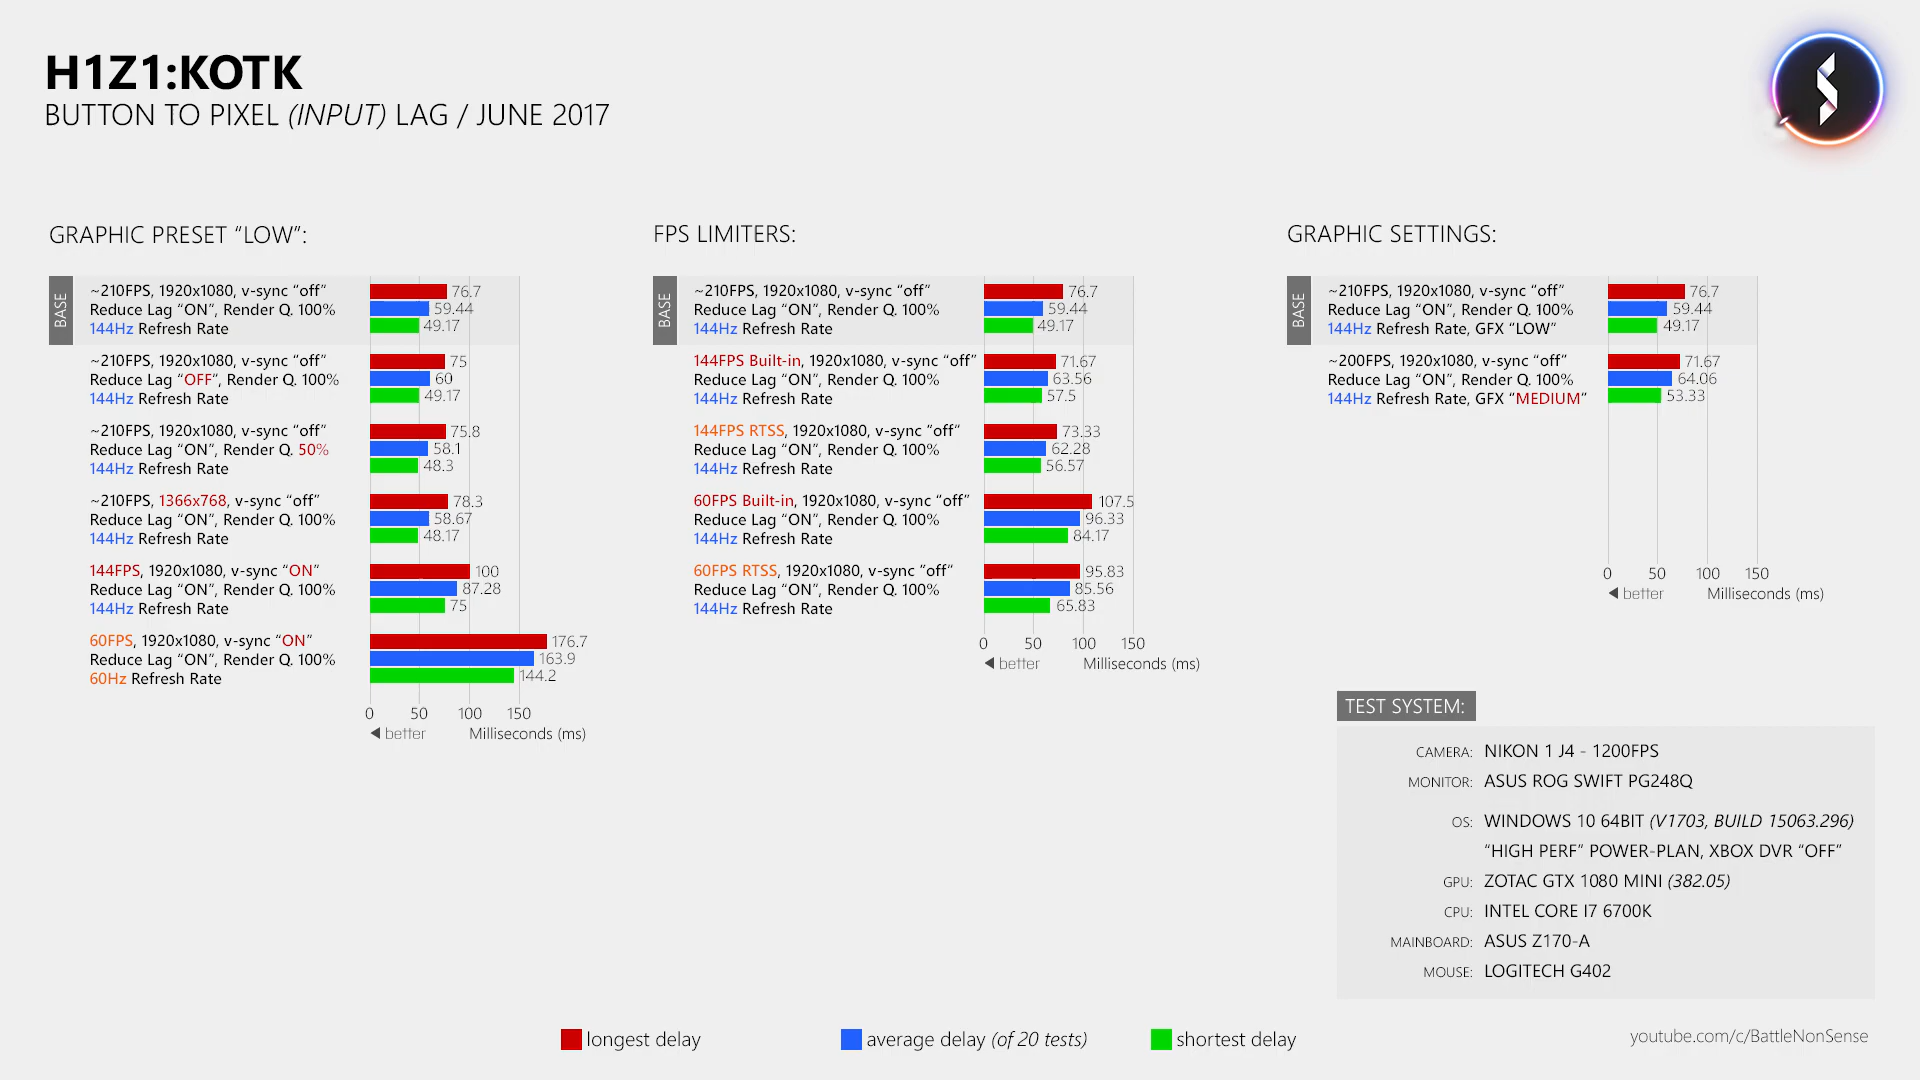 H1Z1:KOTK
BUTTON TO PIXEL (INPUT) LAG / JUNE 2017
GRAPHIC PRESET “LOW”:
BASE
~210FPS, 1920x1080, v-sync “off”
Reduce Lag “ON”, Render Q. 100%
144Hz Refresh Rate
76.7
59.44
49.17
~210FPS, 1920x1080, v-sync “off”
Reduce Lag “OFF”, Render Q. 100%
144Hz Refresh Rate
75
60
49.17
~210FPS, 1920x1080, v-sync “off”
Reduce Lag “ON”, Render Q. 50%
144Hz Refresh Rate
75.8
58.1
48.3
~210FPS, 1366x768, v-sync “off”
Reduce Lag “ON”, Render Q. 100%
144Hz Refresh Rate
78.3
58.67
48.17
144FPS, 1920x1080, v-sync “ON”
Reduce Lag “ON”, Render Q. 100%
144Hz Refresh Rate
100
87.28
75
60FPS, 1920x1080, v-sync “ON”
Reduce Lag “ON”, Render Q. 100%
60Hz Refresh Rate
176.7
163.9
144.2
0 50 100 150
◀ better Milliseconds (ms)
FPS LIMITERS:
BASE
~210FPS, 1920x1080, v-sync “off”
Reduce Lag “ON”, Render Q. 100%
144Hz Refresh Rate
76.7
59.44
49.17
144FPS Built-in, 1920x1080, v-sync “off”
Reduce Lag “ON”, Render Q. 100%
144Hz Refresh Rate
71.67
63.56
57.5
144FPS RTSS, 1920x1080, v-sync “off”
Reduce Lag “ON”, Render Q. 100%
144Hz Refresh Rate
73.33
62.28
56.57
60FPS Built-in, 1920x1080, v-sync “off”
Reduce Lag “ON”, Render Q. 100%
144Hz Refresh Rate
107.5
96.33
84.17
60FPS RTSS, 1920x1080, v-sync “off”
Reduce Lag “ON”, Render Q. 100%
144Hz Refresh Rate
95.83
85.56
65.83
0 50 100 150
◀ better Milliseconds (ms)
GRAPHIC SETTINGS:
BASE
~210FPS, 1920x1080, v-sync “off”
Reduce Lag “ON”, Render Q. 100%
144Hz Refresh Rate, GFX “LOW”
76.7
59.44
49.17
~200FPS, 1920x1080, v-sync “off”
Reduce Lag “ON”, Render Q. 100%
144Hz Refresh Rate, GFX “MEDIUM”
71.67
64.06
53.33
0 50 100 150
◀ better Milliseconds (ms)
TEST SYSTEM:
CAMERA: NIKON 1 J4 - 1200FPS
MONITOR: ASUS ROG SWIFT PG248Q
OS: WINDOWS 10 64BIT (V1703, BUILD 15063.296)
“HIGH PERF” POWER-PLAN, XBOX DVR “OFF”
GPU: ZOTAC GTX 1080 MINI (382.05)
CPU: INTEL CORE I7 6700K
MAINBOARD: ASUS Z170-A
MOUSE: LOGITECH G402
longest delay
average delay (of 20 tests)
shortest delay
youtube.com/c/BattleNonSense